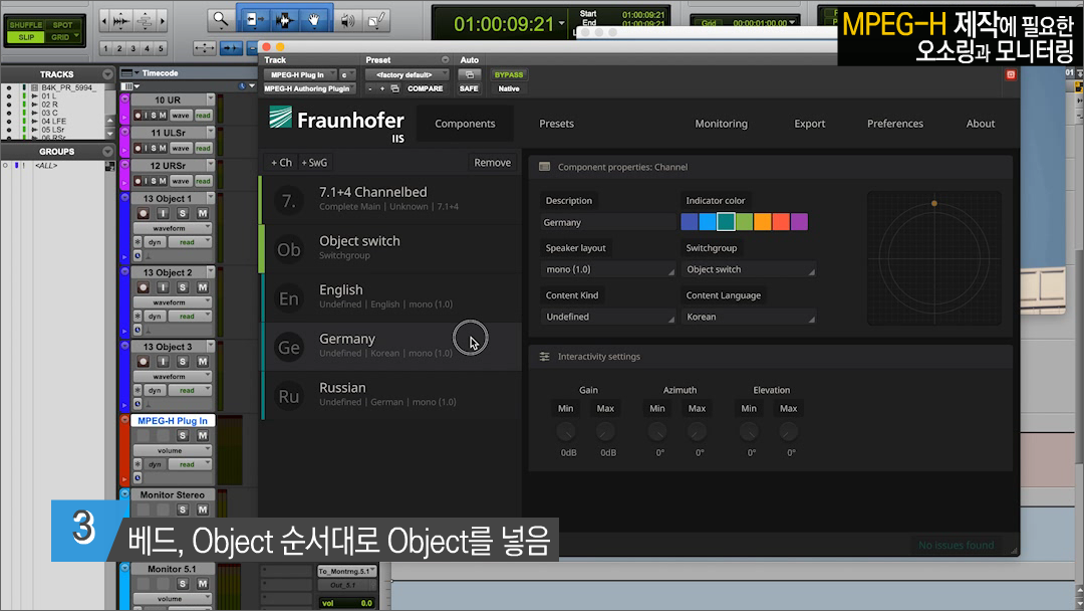 SHUFFLE SPOT
SLIP GRID
1 2 3 4 5
01:00:09:21
Start
End
01:00:09:21
01:00:09:21
Grid
01:00:00:01.00
MPEG-H 제작에 필요한
오소링과 모니터링
TRACKS
B4K_PR_5994_
01 L
02 R
03 C
04 LFE
05 LSr
06 RSr
GROUPS
<ALL>
Timecode
10 UR
I S M wave read
11 ULSr
I S M wave read
12 URSr
I S M wave read
13 Object 1
I S M
waveform
dyn read
13 Object 2
I S M
waveform
dyn read
13 Object 3
I S M
waveform
dyn read
MPEG-H Plug In
S M
volume
dyn read
Monitor Stereo
S M
Monitor 5.1
S M
volume
To_Montrng.5.1
Out_5.1
vol 0.0
Track Preset Auto
MPEG-H Plug In c <factory default> BYPASS
MPEG-H Authoring Plugin - + COMPARE SAFE Native
Fraunhofer
IIS
Components Presets Monitoring Export Preferences About
+ Ch + SwG Remove
7. 7.1+4 Channelbed
Complete Main | Unknown | 7.1+4
Ob Object switch
Switchgroup
En English
Undefined | English | mono (1.0)
Ge Germany
Undefined | Korean | mono (1.0)
Ru Russian
Undefined | German | mono (1.0)
Component properties: Channel
Description Indicator color
Germany
Speaker layout Switchgroup
mono (1.0) Object switch
Content Kind Content Language
Undefined Korean
Interactivity settings
Gain Azimuth Elevation
Min Max Min Max Min Max
0dB 0dB 0° 0° 0° 0°
No issues found
3 베드, Object 순서대로 Object를 넣음